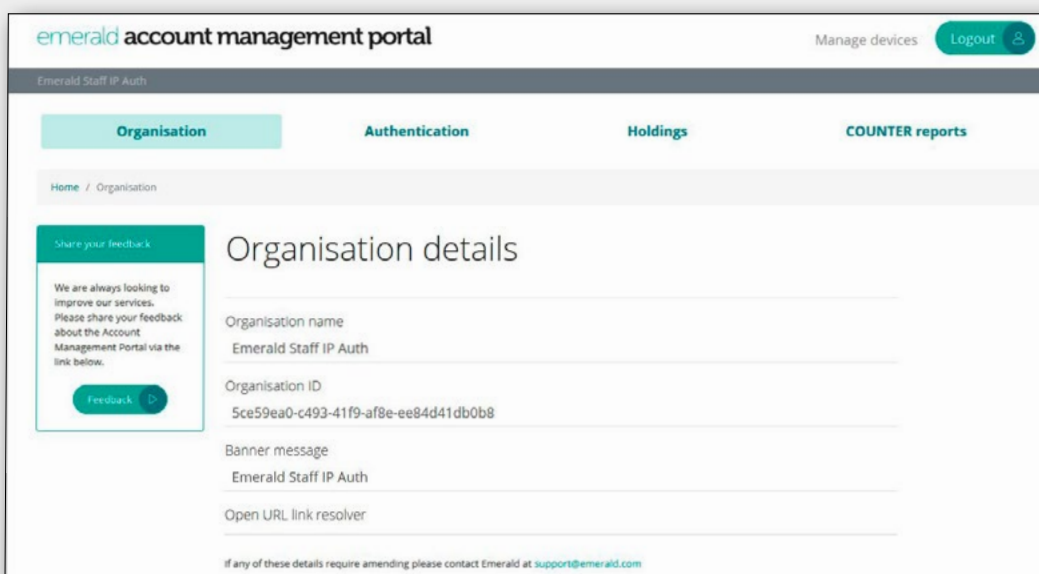 emerald account management portal
Manage devices
Logout
Emerald Staff IP Auth
Organisation
Authentication
Holdings
COUNTER reports
Home / Organisation
Share your feedback
We are always looking to
improve our services.
Please share your feedback
about the Account
Management Portal via the
link below.
Feedback
Organisation details
Organisation name
Emerald Staff IP Auth
Organisation ID
5ce59ea0-c493-41f9-af8e-ee84d41db0b8
Banner message
Emerald Staff IP Auth
Open URL link resolver
If any of these details require amending please contact Emerald at support@emerald.com